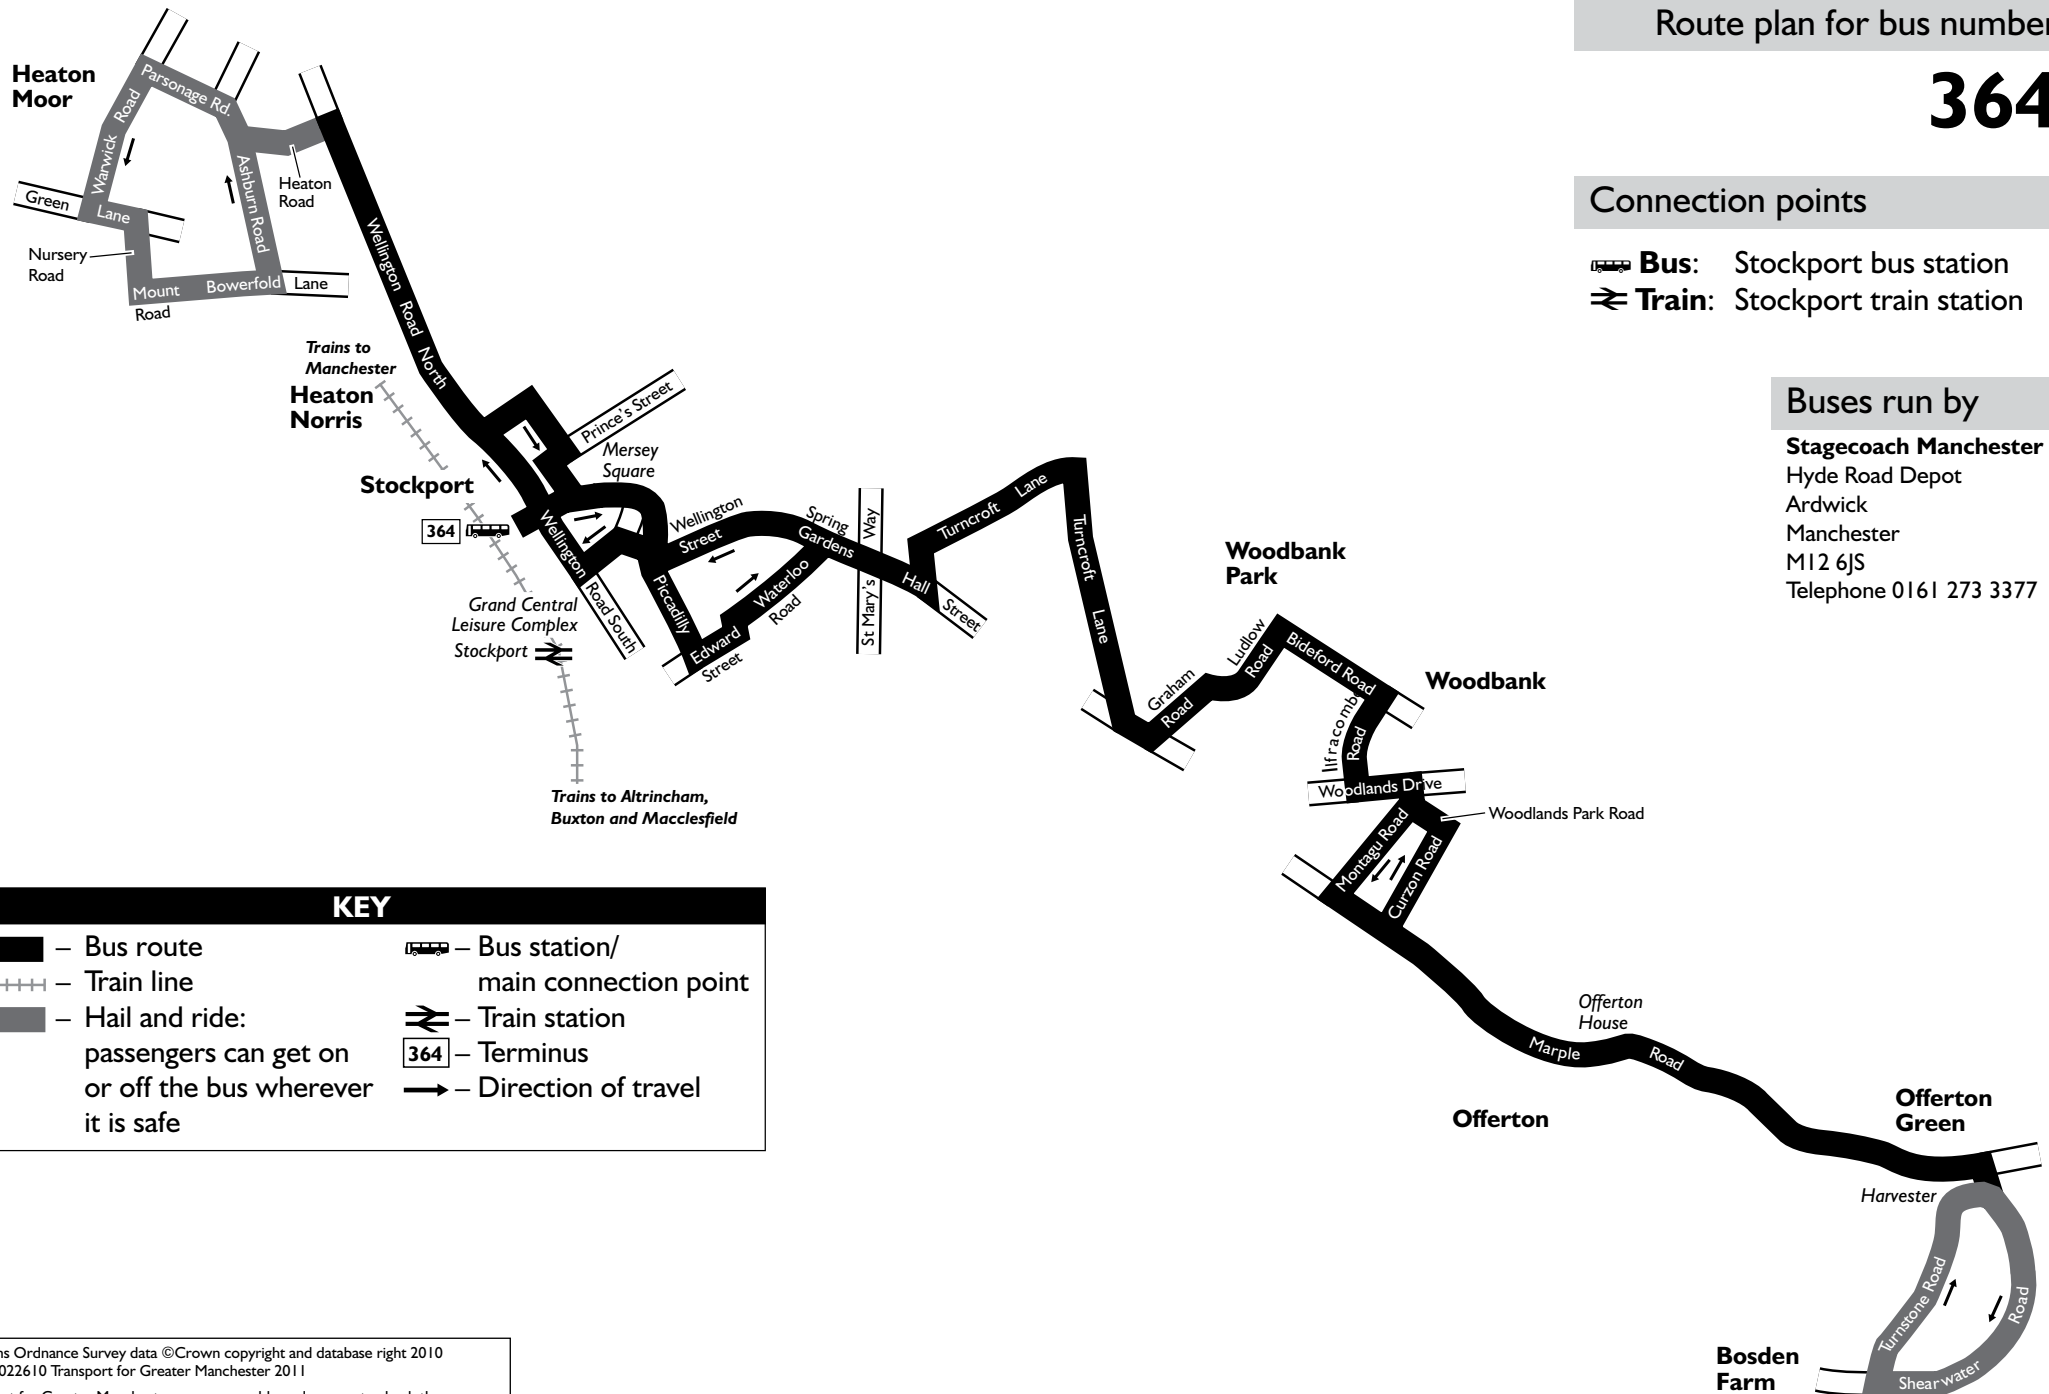 Route plan for bus number
364
Connection points
Bus: Stockport bus station
Train: Stockport train station
Buses run by
Stagecoach Manchester
Hyde Road Depot
Ardwick
Manchester
M12 6JS
Telephone 0161 273 3377
Heaton
Moor
Parsonage Rd.
Warwick Road
Green Lane
Nursery
Road
Mount
Road
Bowerfold Lane
Ashburn Road
Heaton
Road
Wellington Road North
Trains to
Manchester
Heaton
Norris
Stockport
364
Prince's Street
Mersey
Square
Wellington Road South
Grand Central
Leisure Complex
Stockport
Trains to Altrincham,
Buxton and Macclesfield
Wellington
Street
Piccadilly
Edward
Street
Waterloo
Road
Spring
Gardens
St Mary's Way
Hall Street
Turncroft Lane
Turncroft Lane
Woodbank
Park
Graham
Road
Ludlow
Road
Bideford Road
Woodbank
Ilfracombe
Road
Woodlands Drive
Woodlands Park Road
Montagu Road
Curzon Road
Offerton
House
Marple Road
Offerton
Offerton
Green
Harvester
Turnstone Road
Shearwater Road
Bosden
Farm
KEY
– Bus route
– Train line
– Hail and ride:
passengers can get on
or off the bus wherever
it is safe
– Bus station/
main connection point
– Train station
364 – Terminus
– Direction of travel
Ordnance Survey data ©Crown copyright and database right 2010
022610 Transport for Greater Manchester 2011